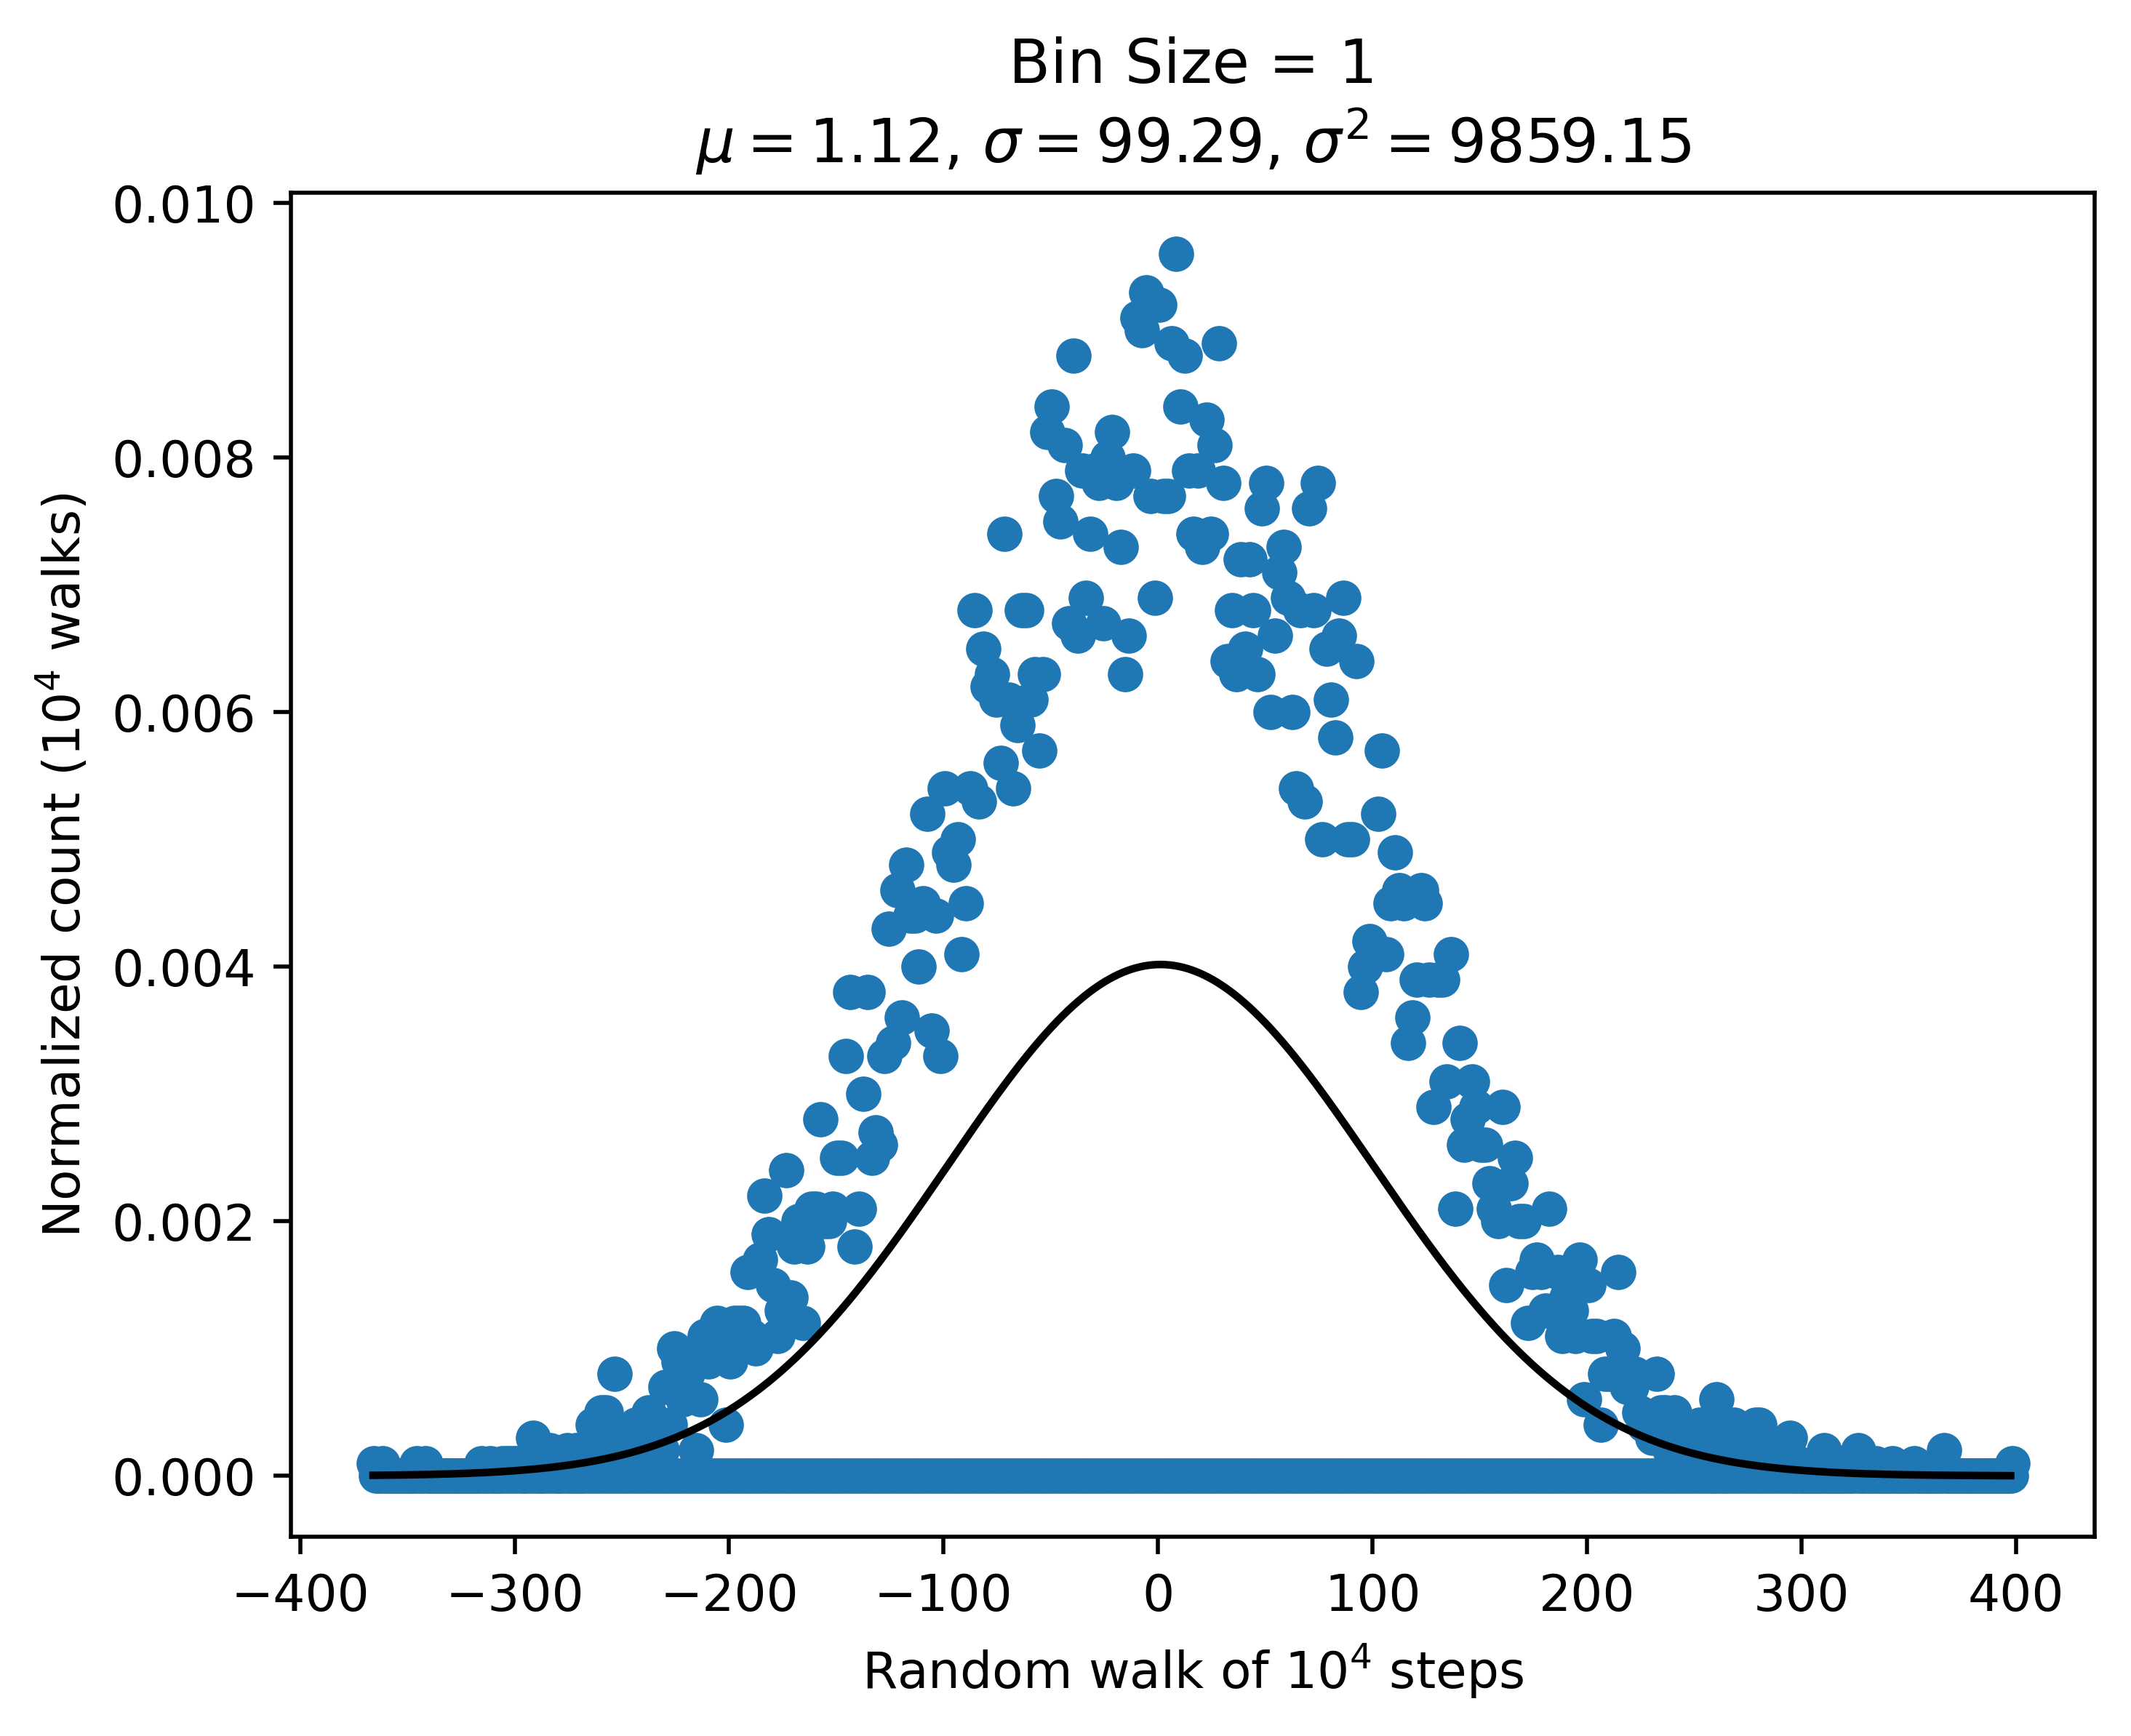 Bin Size = 1
μ = 1.12, σ = 99.29, σ² = 9859.15
0.010
0.008
0.006
0.004
0.002
0.000
Normalized count (10⁴ walks)
−400 −300 −200 −100 0 100 200 300 400
Random walk of 10⁴ steps